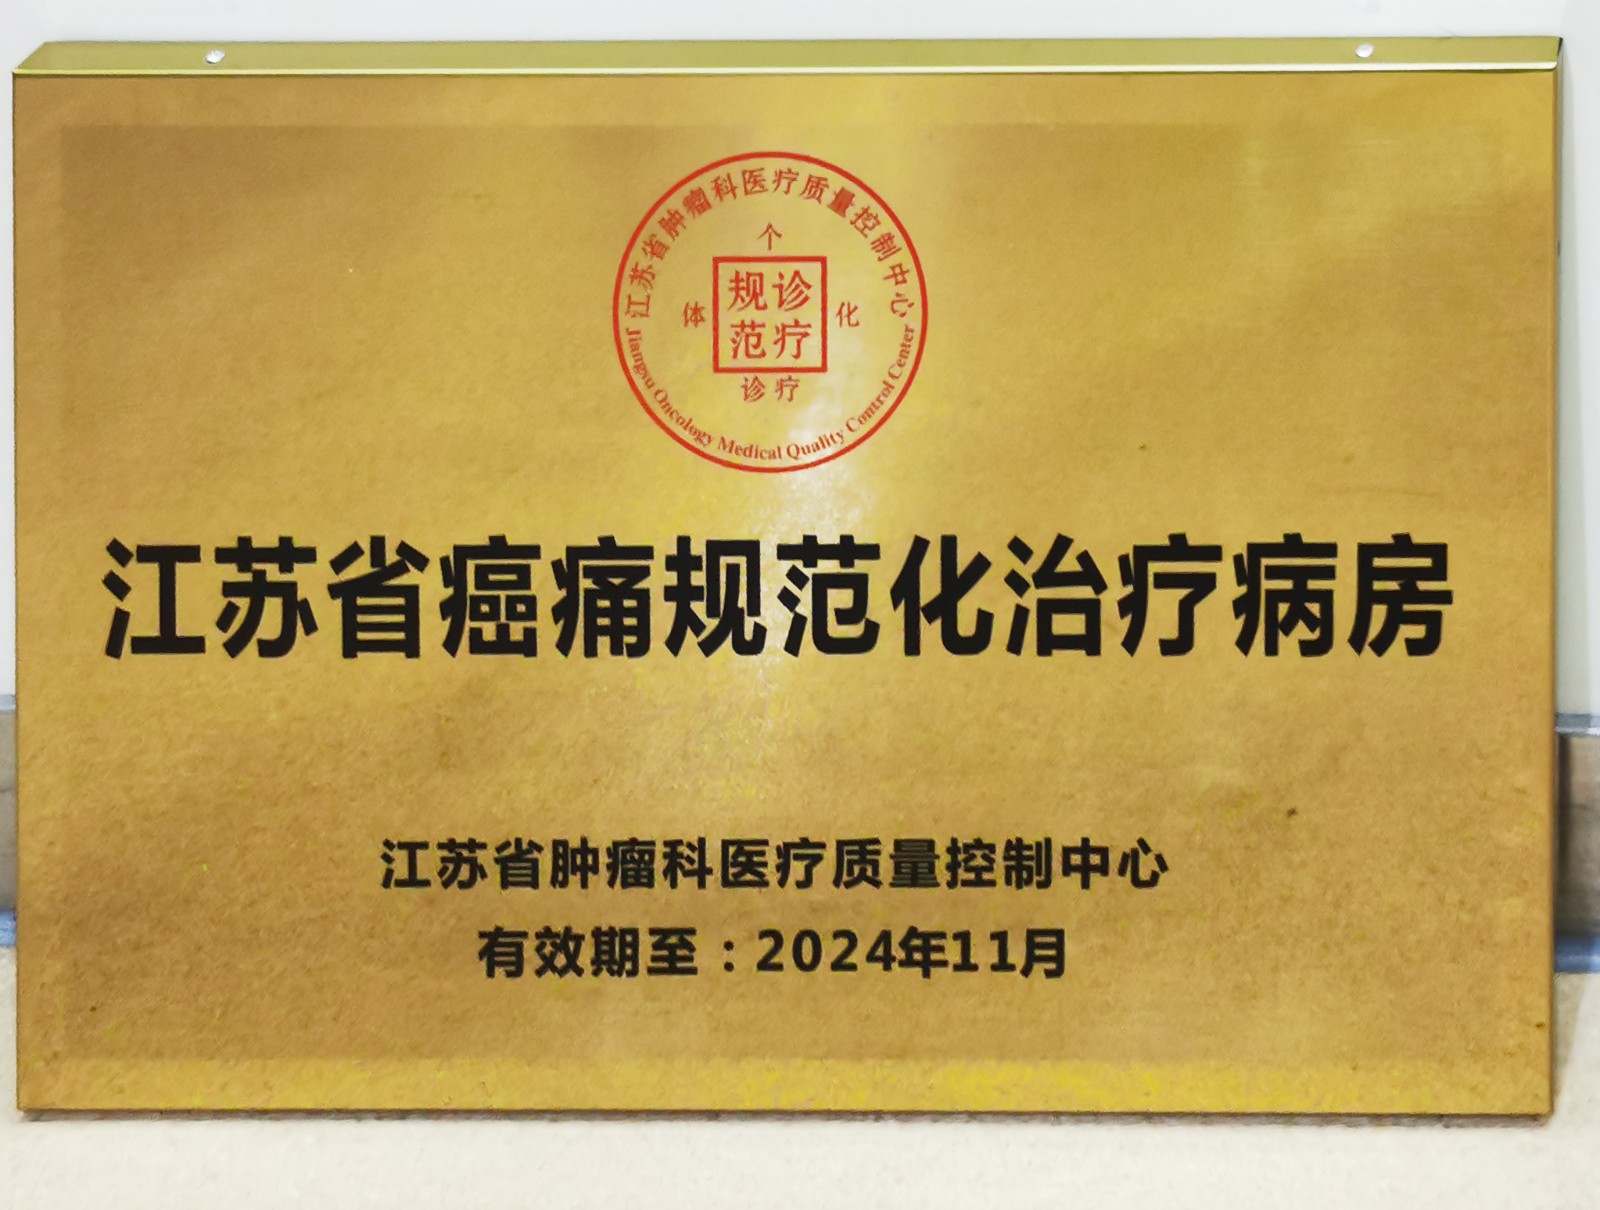 江苏省肿瘤科医疗质量控制中心
个
体 规诊 化
范疗
诊疗
Jiangsu Oncology Medical Quality Control Center
江苏省癌痛规范化治疗病房
江苏省肿瘤科医疗质量控制中心
有效期至：2024年11月